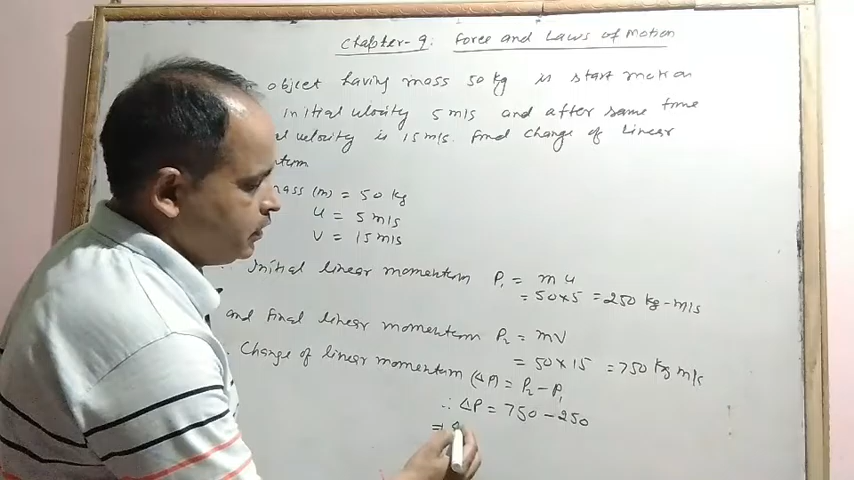 Chapter-9: Force and Laws of Motion
object having mass 50 kg is start motion
initial velocity 5 m/s and after some time
velocity is 15 m/s. find change of Linear
(m) = 50 kg
u = 5 m/s
v = 15 m/s
Initial linear momentum P₁ = mu
= 50×5 = 250 kg-m/s
and final linear momentum P₂ = mv
= 50×15 = 750 kg m/s
Change of linear momentum (ΔP) = P₂ - P₁
∴ ΔP = 750 - 250